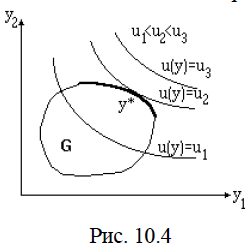 y₂
u₁<u₂<u₃
u(y)=u₃
u(y)=u₂
y*
G
u(y)=u₁
y₁
Рис. 10.4